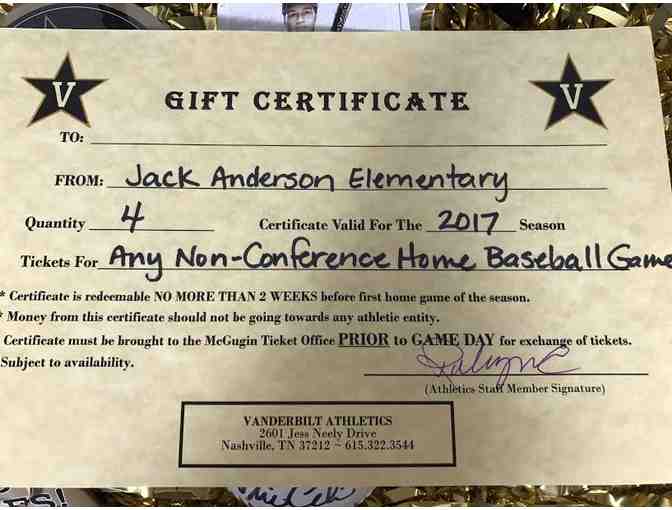 V GIFT CERTIFICATE V
TO:
FROM: Jack Anderson Elementary
Quantity 4 Certificate Valid For The 2017 Season
Tickets For Any Non-Conference Home Baseball Game
* Certificate is redeemable NO MORE THAN 2 WEEKS before first home game of the season.
* Money from this certificate should not be going towards any athletic entity.
Certificate must be brought to the McGugin Ticket Office PRIOR to GAME DAY for exchange of tickets.
Subject to availability.
(Athletics Staff Member Signature)
VANDERBILT ATHLETICS
2601 Jess Neely Drive
Nashville, TN 37212 ~ 615.322.3544